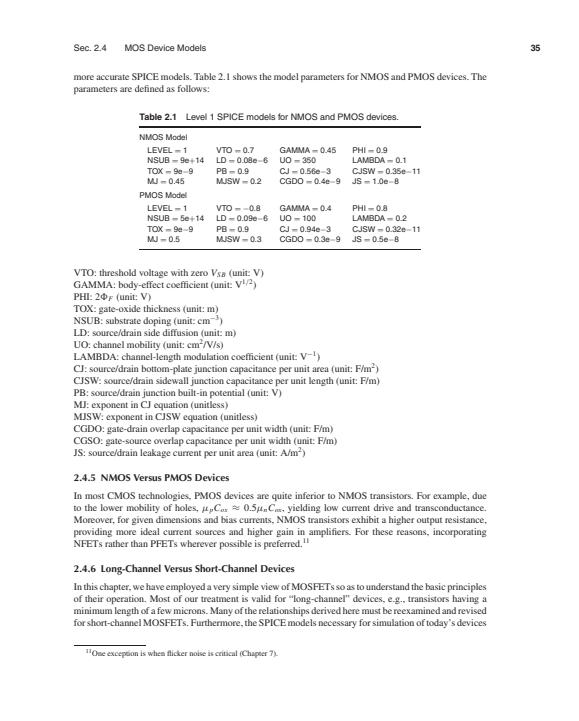 Sec. 2.4 MOS Device Models 35
more accurate SPICE models. Table 2.1 shows the model parameters for NMOS and PMOS devices. The
parameters are defined as follows:
Table 2.1 Level 1 SPICE models for NMOS and PMOS devices.
NMOS Model
LEVEL = 1 VTO = 0.7 GAMMA = 0.45 PHI = 0.9
NSUB = 9e+14 LD = 0.08e−6 UO = 350 LAMBDA = 0.1
TOX = 9e−9 PB = 0.9 CJ = 0.56e−3 CJSW = 0.35e−11
MJ = 0.45 MJSW = 0.2 CGDO = 0.4e−9 JS = 1.0e−8
PMOS Model
LEVEL = 1 VTO = −0.8 GAMMA = 0.4 PHI = 0.8
NSUB = 5e+14 LD = 0.09e−6 UO = 100 LAMBDA = 0.2
TOX = 9e−9 PB = 0.9 CJ = 0.94e−3 CJSW = 0.32e−11
MJ = 0.5 MJSW = 0.3 CGDO = 0.3e−9 JS = 0.5e−8
VTO: threshold voltage with zero V_SB (unit: V)
GAMMA: body-effect coefficient (unit: V^1/2)
PHI: 2Φ_F (unit: V)
TOX: gate-oxide thickness (unit: m)
NSUB: substrate doping (unit: cm^−3)
LD: source/drain side diffusion (unit: m)
UO: channel mobility (unit: cm²/V/s)
LAMBDA: channel-length modulation coefficient (unit: V^−1)
CJ: source/drain bottom-plate junction capacitance per unit area (unit: F/m²)
CJSW: source/drain sidewall junction capacitance per unit length (unit: F/m)
PB: source/drain junction built-in potential (unit: V)
MJ: exponent in CJ equation (unitless)
MJSW: exponent in CJSW equation (unitless)
CGDO: gate-drain overlap capacitance per unit width (unit: F/m)
CGSO: gate-source overlap capacitance per unit width (unit: F/m)
JS: source/drain leakage current per unit area (unit: A/m²)
2.4.5 NMOS Versus PMOS Devices
In most CMOS technologies, PMOS devices are quite inferior to NMOS transistors. For example, due
to the lower mobility of holes, μ_pC_ox ≈ 0.5μ_nC_ox, yielding low current drive and transconductance.
Moreover, for given dimensions and bias currents, NMOS transistors exhibit a higher output resistance,
providing more ideal current sources and higher gain in amplifiers. For these reasons, incorporating
NFETs rather than PFETs wherever possible is preferred.¹¹
2.4.6 Long-Channel Versus Short-Channel Devices
In this chapter, we have employed a very simple view of MOSFETs so as to understand the basic principles
of their operation. Most of our treatment is valid for “long-channel” devices, e.g., transistors having a
minimum length of a few microns. Many of the relationships derived here must be reexamined and revised
for short-channel MOSFETs. Furthermore, the SPICE models necessary for simulation of today’s devices
¹¹One exception is when flicker noise is critical (Chapter 7).